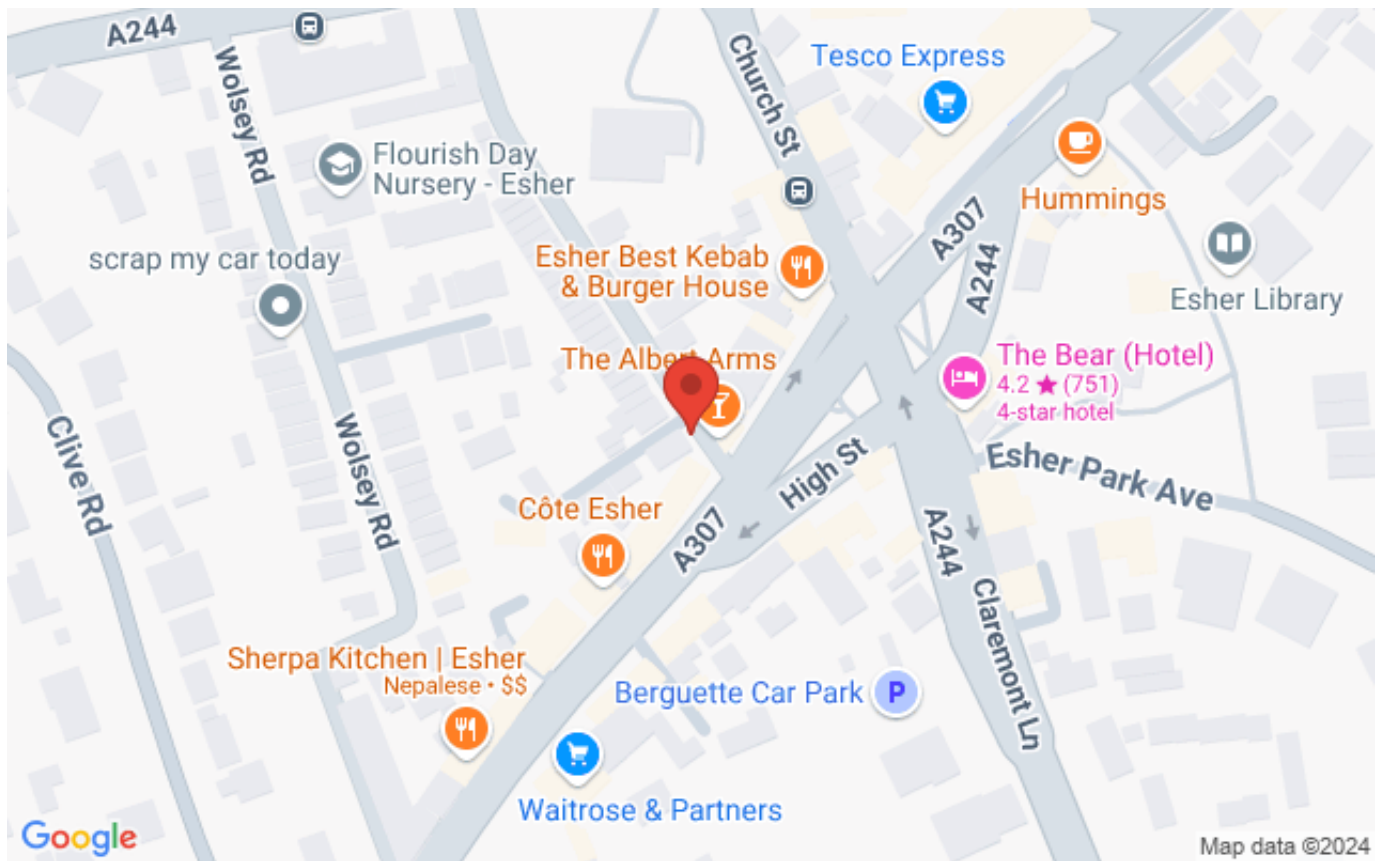 A244
Wolsey Rd
Church St
Tesco Express
Flourish Day
Nursery - Esher
Hummings
A307
scrap my car today
Esher Best Kebab
& Burger House
A244
Esher Library
The Albert Arms
The Bear (Hotel)
4.2 ★ (751)
4-star hotel
Clive Rd
Wolsey Rd
High St
Esher Park Ave
Côte Esher
A307
A244
Claremont Ln
Sherpa Kitchen | Esher
Nepalese • $$
Berguette Car Park
P
Waitrose & Partners
Google
Map data ©2024